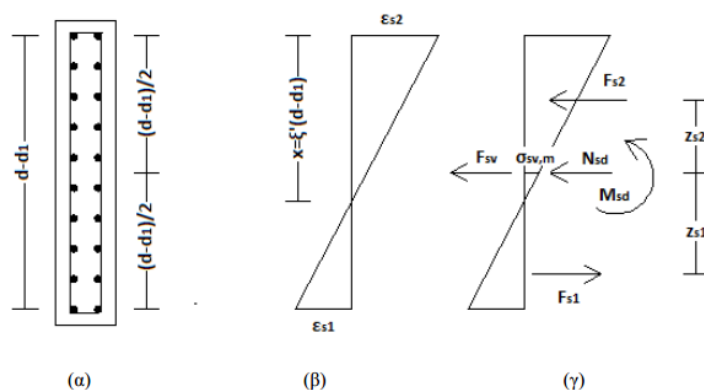 d-d₁
(d-d₁)/2
(d-d₁)/2
εs2
x=ξ'(d-d₁)
εs1
Fs2
Fsv
σsv,m
Nsd
Msd
Fs1
zs2
zs1
(α)
(β)
(γ)